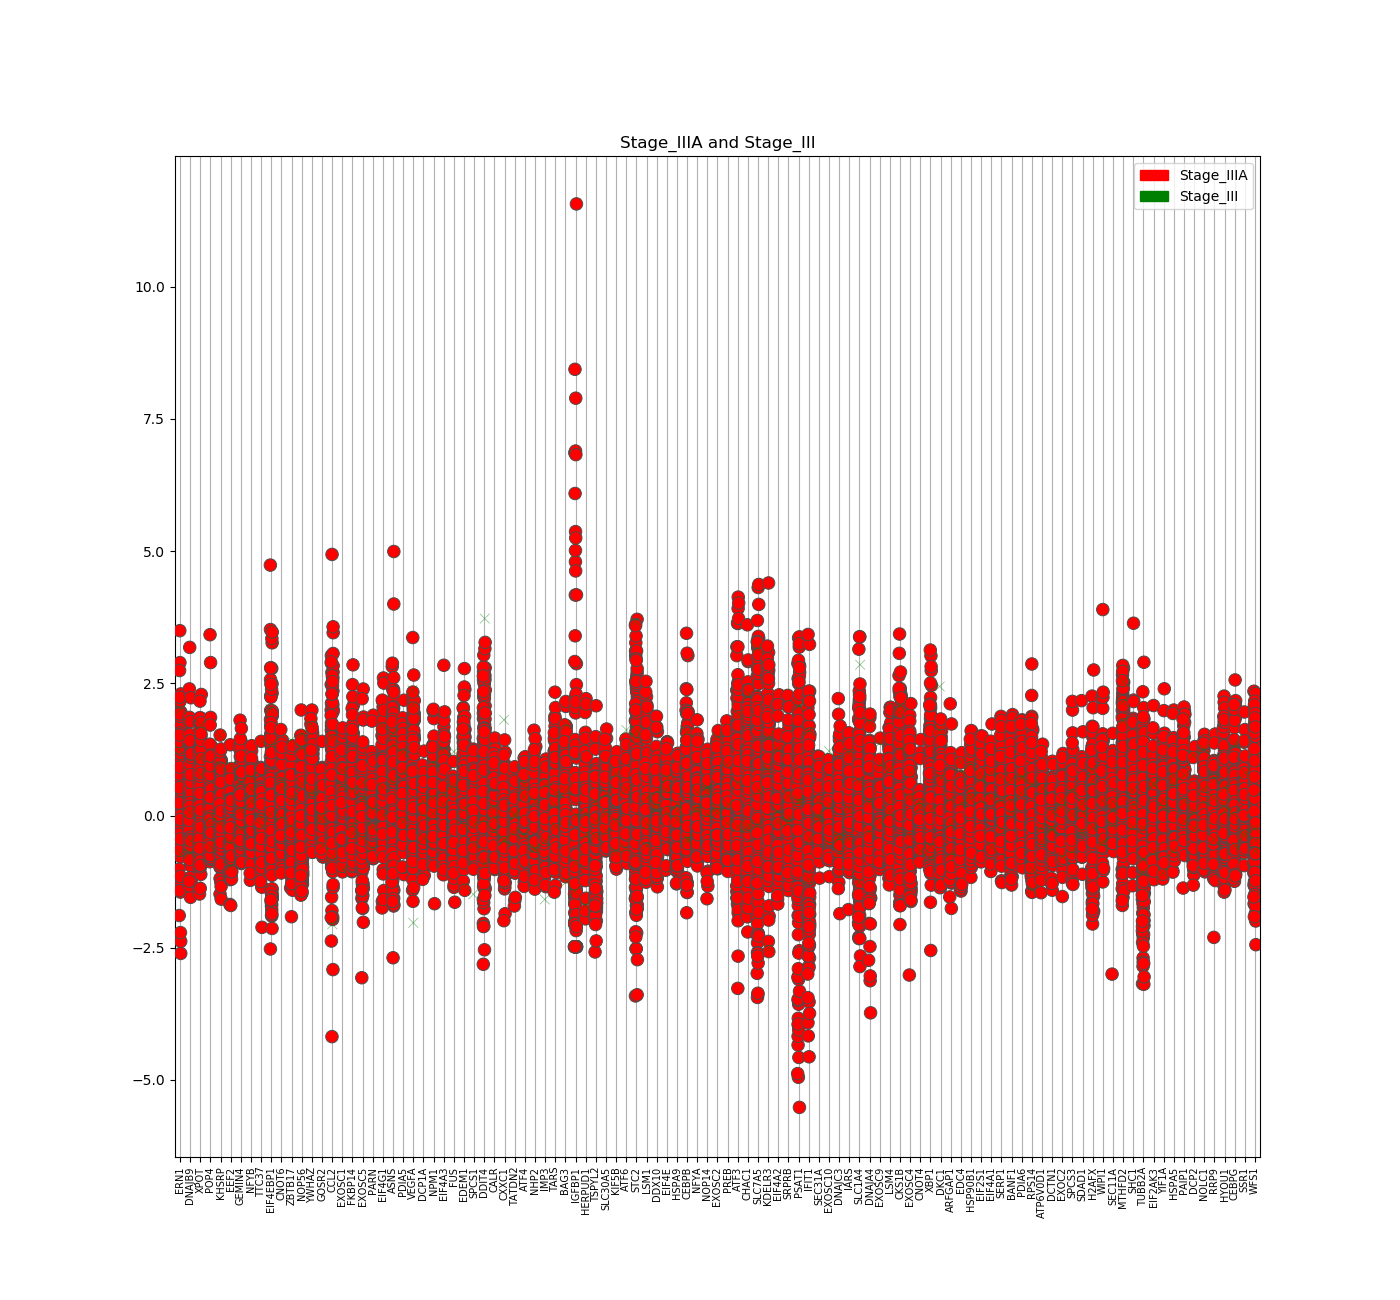 Stage_IIIA and Stage_III
Stage_IIIA
Stage_III
10.0
7.5
5.0
2.5
0.0
−2.5
−5.0
ERN1
DNAJB9
XPOT
POP4
KHSRP
EEF2
GEMIN4
NFYB
TTC37
EIF4EBP1
CNOT6
ZBTB17
NOP56
YWHAZ
GOSR2
CCL2
EXOSC1
FKBP14
EXOSC5
PARN
EIF4G1
ASNS
PDIA5
VEGFA
DCP1A
NPM1
EIF4A3
FUS
EDEM1
SPCS1
DDIT4
CALR
CXXC1
TATDN2
ATF4
NHP2
IMP3
TARS
BAG3
IGFBP1
HERPUD1
TSPYL2
SLC30A5
KIF5B
ATF6
STC2
LSM1
DDX10
EIF4E
HSPA9
CEBPB
NFYA
NOP14
EXOSC2
PREB
ATF3
CHAC1
SLC7A5
KDELR3
EIF4A2
SRPRB
PSAT1
IFIT1
SEC31A
EXOSC10
DNAJC3
IARS
SLC1A4
DNAJA4
EXOSC9
LSM4
CKS1B
EXOSC4
CNOT4
XBP1
DKC1
ARFGAP1
EDC4
HSP90B1
EIF2S1
EIF4A1
SERP1
BANF1
PDIA6
RPS14
ATP6V0D1
DCTN1
EXOC2
SPCS3
SDAD1
H2AFX
WIPI1
SEC11A
MTHFD2
SHC1
TUBB2A
EIF2AK3
YIF1A
HSPA5
PAIP1
DCP2
NOLC1
RRP9
HYOU1
CEBPG
SSR1
WFS1